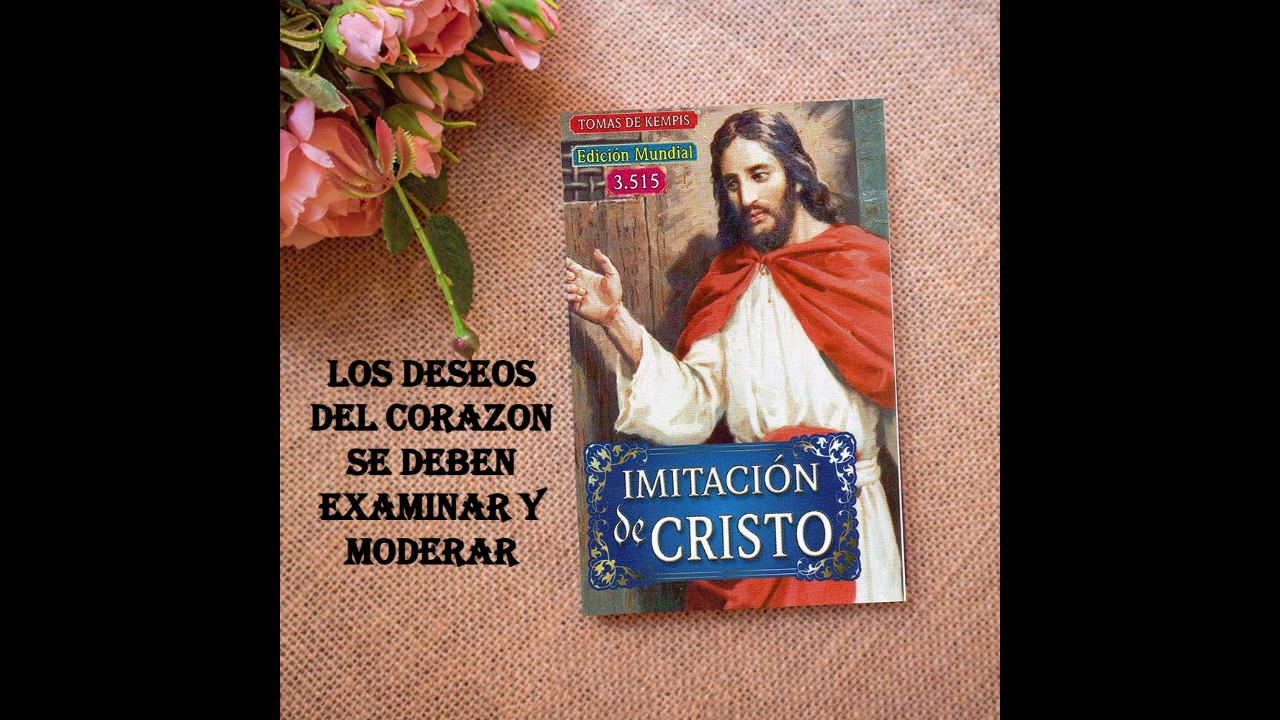 LOS DESEOS
DEL CORAZON
SE DEBEN
EXAMINAR Y
MODERAR
TOMAS DE KEMPIS
Edición Mundial
3.515
IMITACIÓN
de CRISTO